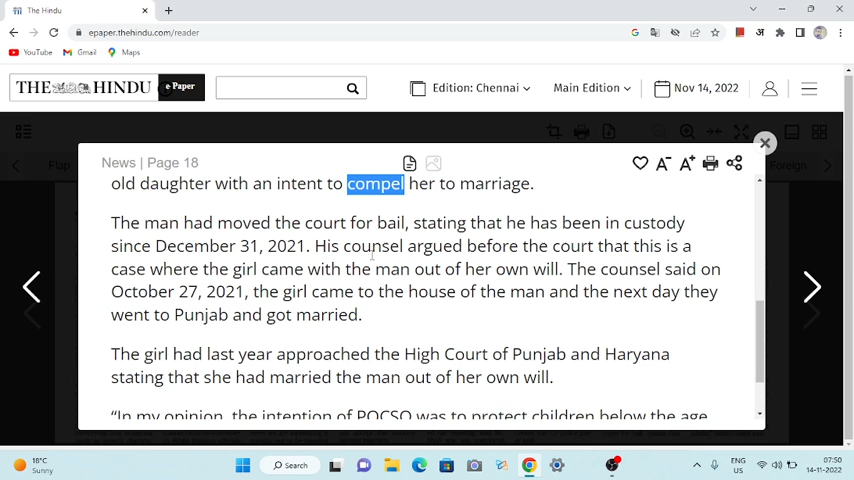 The Hindu
epaper.thehindu.com/reader
YouTube
Gmail
Maps
THE HINDU
e Paper
Edition: Chennai
Main Edition
Nov 14, 2022
Flap
Foreign
News | Page 18
old daughter with an intent to compel her to marriage.
The man had moved the court for bail, stating that he has been in custody
since December 31, 2021. His counsel argued before the court that this is a
case where the girl came with the man out of her own will. The counsel said on
October 27, 2021, the girl came to the house of the man and the next day they
went to Punjab and got married.
The girl had last year approached the High Court of Punjab and Haryana
stating that she had married the man out of her own will.
“In my opinion, the intention of POCSO was to protect children below the age
18°C
Sunny
Search
ENG
US
07:50
14-11-2022